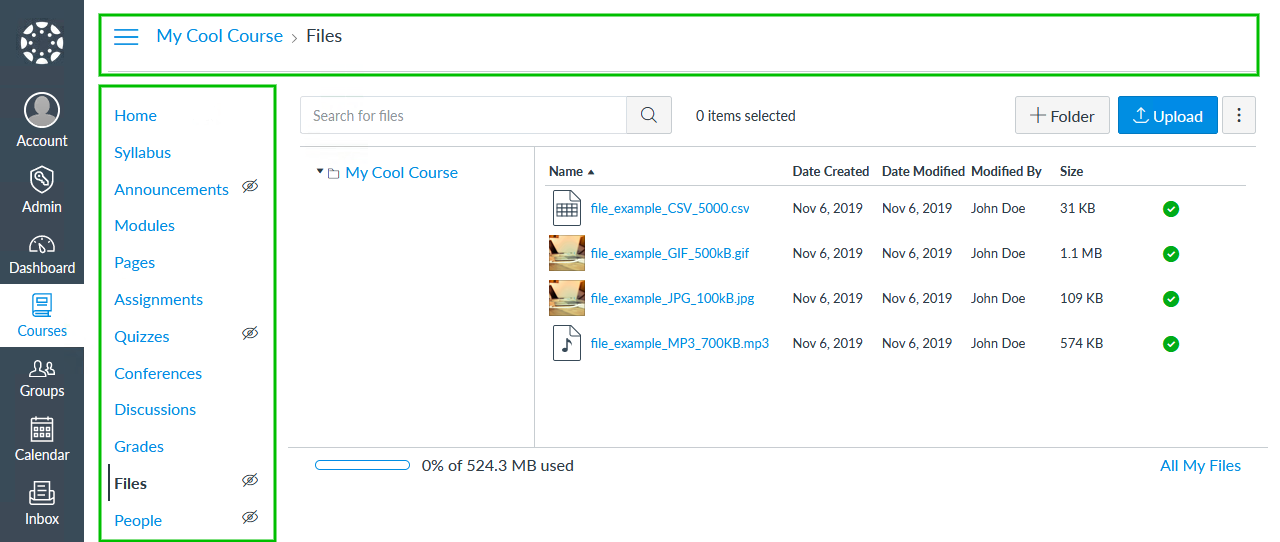 My Cool Course › Files
Account
Admin
Dashboard
Courses
Groups
Calendar
Inbox
Home
Syllabus
Announcements
Modules
Pages
Assignments
Quizzes
Conferences
Discussions
Grades
Files
People
Search for files
0 items selected
+ Folder
Upload
My Cool Course
Name Date Created Date Modified Modified By Size
file_example_CSV_5000.csv Nov 6, 2019 Nov 6, 2019 John Doe 31 KB
file_example_GIF_500kB.gif Nov 6, 2019 Nov 6, 2019 John Doe 1.1 MB
file_example_JPG_100kB.jpg Nov 6, 2019 Nov 6, 2019 John Doe 109 KB
file_example_MP3_700KB.mp3 Nov 6, 2019 Nov 6, 2019 John Doe 574 KB
0% of 524.3 MB used
All My Files